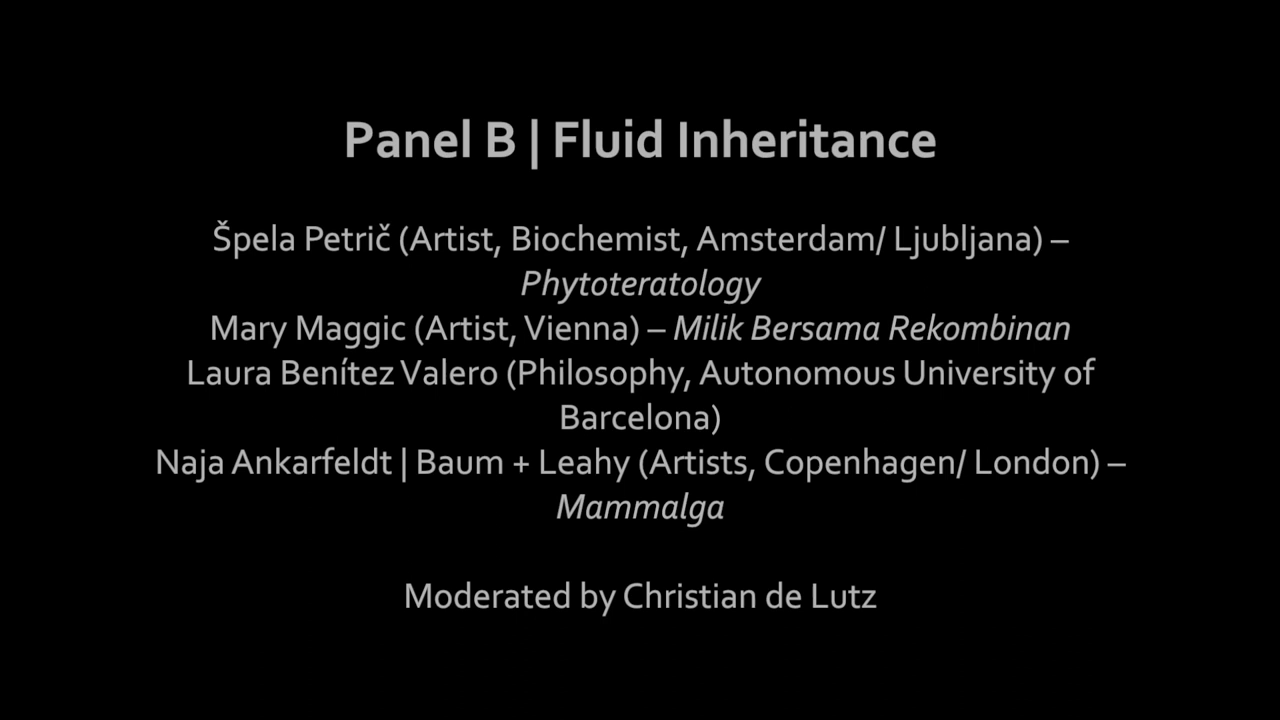 Panel B | Fluid Inheritance
Špela Petrič (Artist, Biochemist, Amsterdam/ Ljubljana) –
Phytoteratology
Mary Maggic (Artist, Vienna) – Milik Bersama Rekombinan
Laura Benítez Valero (Philosophy, Autonomous University of
Barcelona)
Naja Ankarfeldt | Baum + Leahy (Artists, Copenhagen/ London) –
Mammalga
Moderated by Christian de Lutz